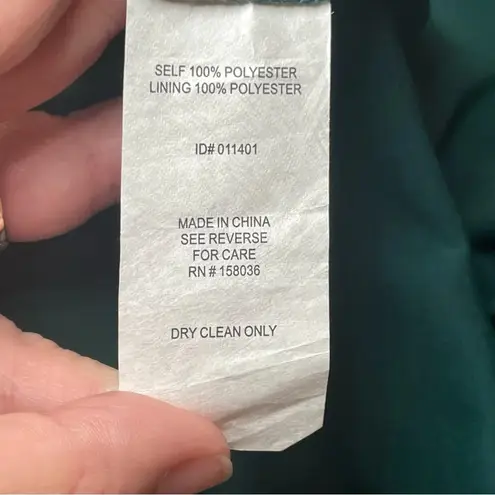 SELF 100% POLYESTER
LINING 100% POLYESTER
ID# 011401
MADE IN CHINA
SEE REVERSE
FOR CARE
RN # 158036
DRY CLEAN ONLY